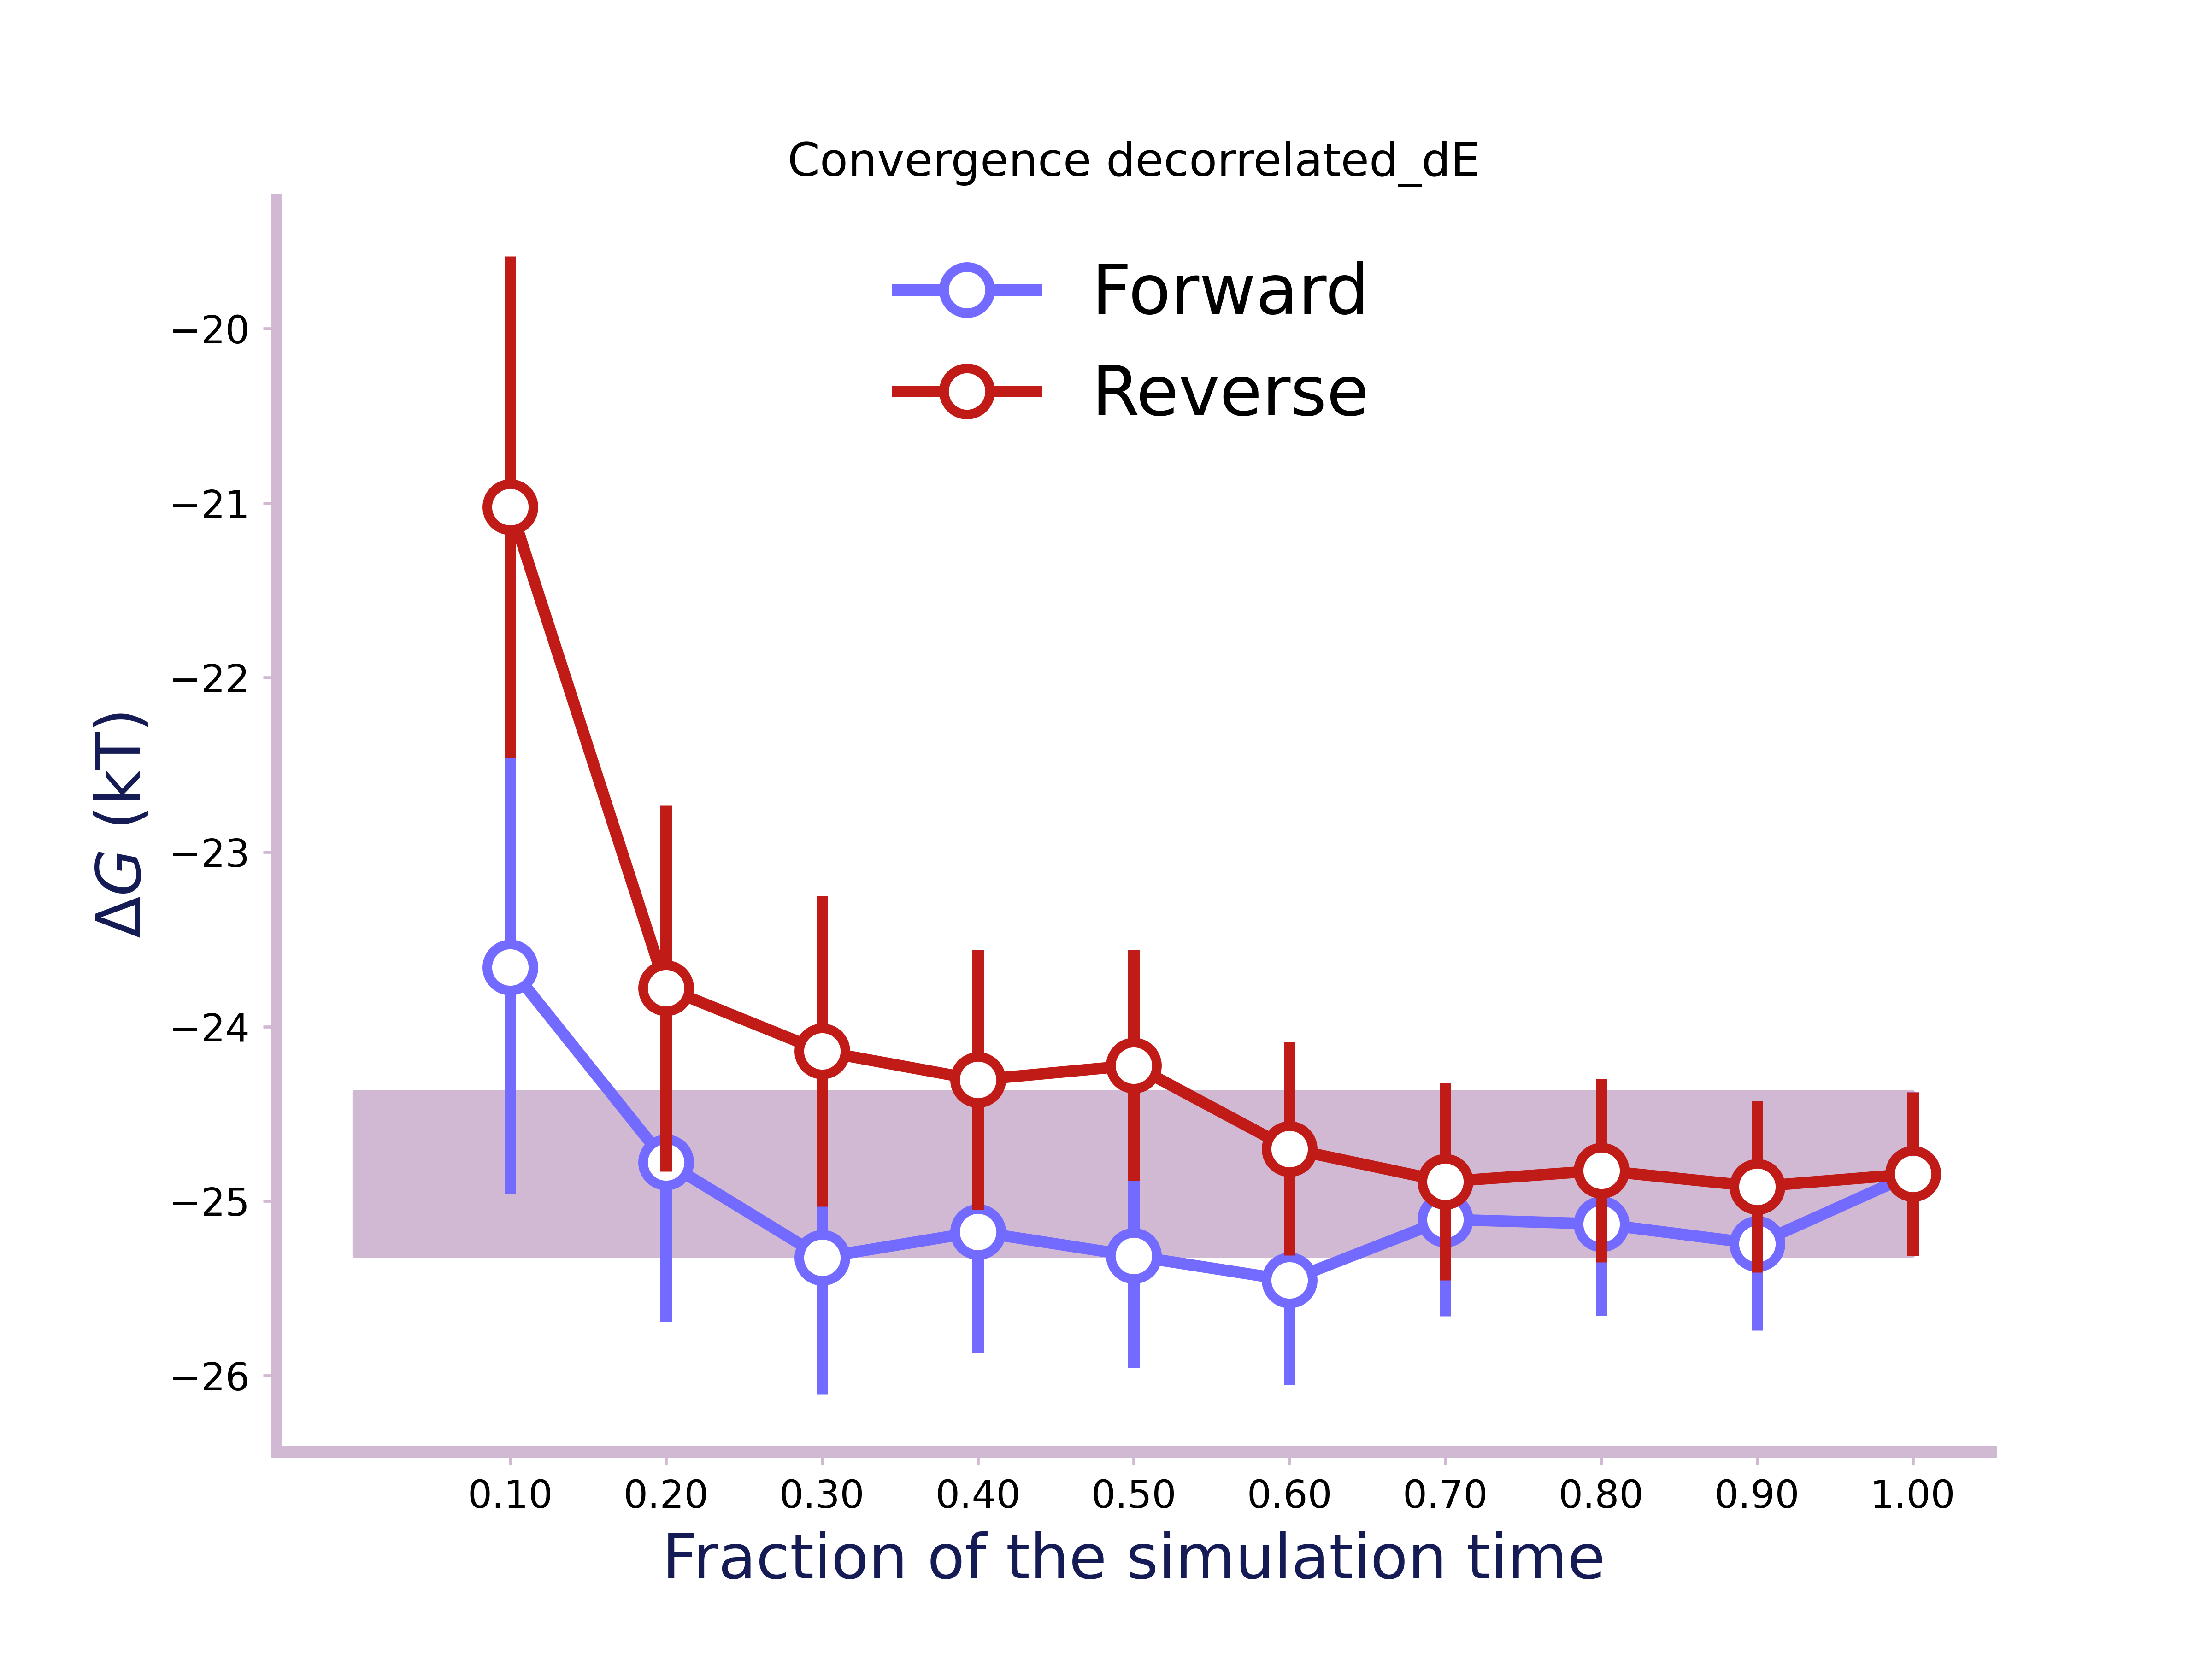 Convergence decorrelated_dE
Forward
Reverse
ΔG (kT)
−20
−21
−22
−23
−24
−25
−26
0.10 0.20 0.30 0.40 0.50 0.60 0.70 0.80 0.90 1.00
Fraction of the simulation time